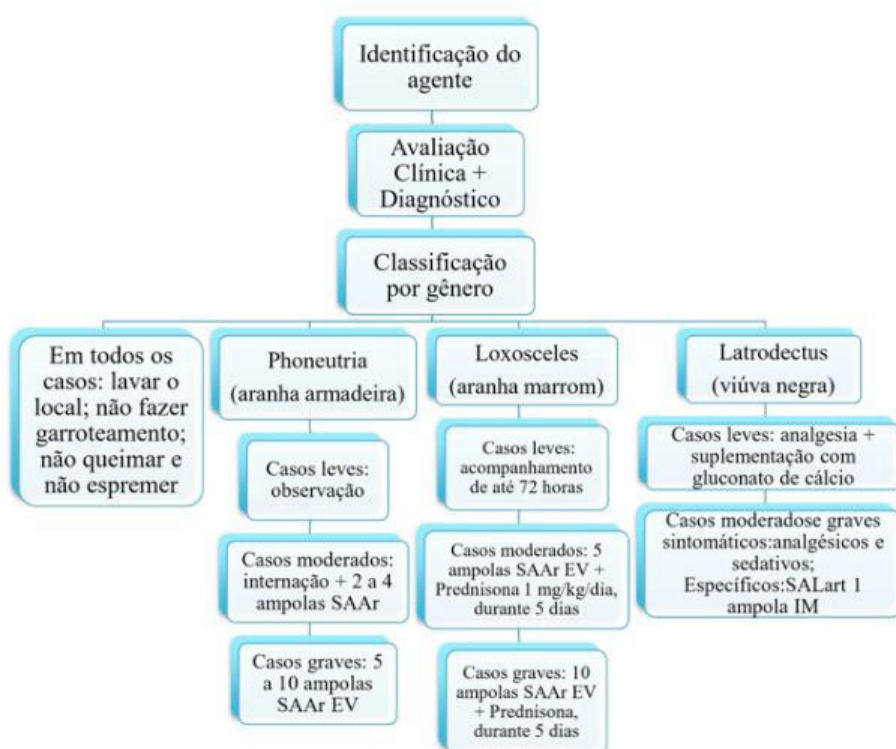 Identificação do
agente
Avaliação
Clínica +
Diagnóstico
Classificação
por gênero
Em todos os
casos: lavar o
local; não fazer
garroteamento;
não queimar e
não espremer
Phoneutria
(aranha armadeira)
Casos leves:
observação
Casos moderados:
internação + 2 a 4
ampolas SAAr
Casos graves: 5
a 10 ampolas
SAAr EV
Loxosceles
(aranha marrom)
Casos leves:
acompanhamento
de até 72 horas
Casos moderados: 5
ampolas SAAr EV +
Prednisona 1 mg/kg/dia,
durante 5 dias
Casos graves: 10
ampolas SAAr EV
+ Prednisona,
durante 5 dias
Latrodectus
(viúva negra)
Casos leves: analgesia +
suplementação com
gluconato de cálcio
Casos moderadose graves
sintomáticos:analgésicos e
sedativos;
Específicos:SALart 1
ampola IM